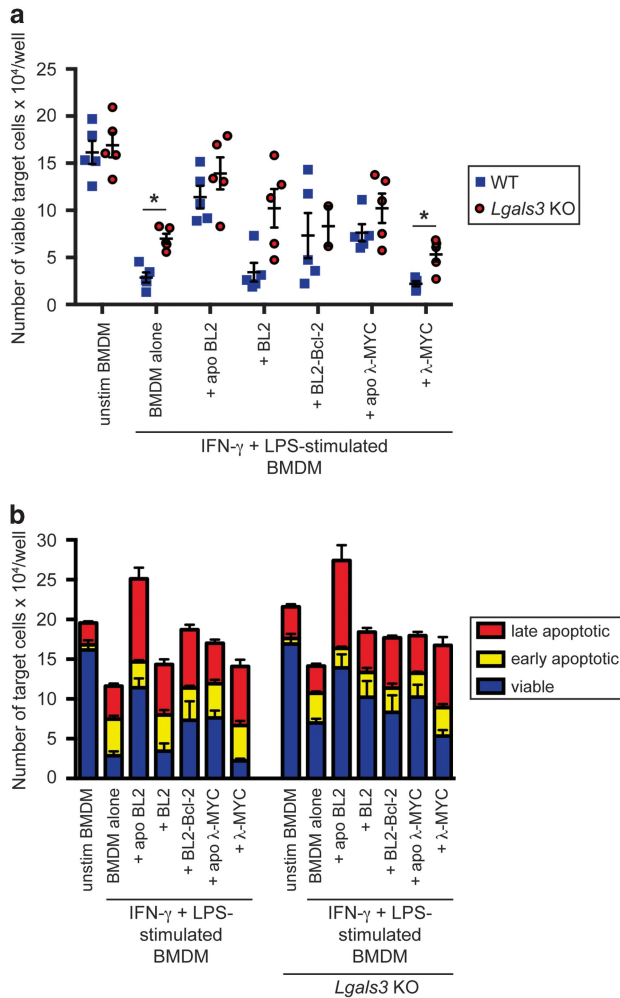 a
Number of viable target cells x 10⁴/well
25
20
15
10
5
0
*
*
WT
Lgals3 KO
unstim BMDM
BMDM alone
+ apo BL2
+ BL2
+ BL2-Bcl-2
+ apo λ-MYC
+ λ-MYC
IFN-γ + LPS-stimulated
BMDM
b
Number of target cells x 10⁴/well
30
25
20
15
10
5
0
late apoptotic
early apoptotic
viable
unstim BMDM
BMDM alone
+ apo BL2
+ BL2
+ BL2-Bcl-2
+ apo λ-MYC
+ λ-MYC
unstim BMDM
BMDM alone
+ apo BL2
+ BL2
+ BL2-Bcl-2
+ apo λ-MYC
+ λ-MYC
IFN-γ + LPS-
stimulated
BMDM
IFN-γ + LPS-
stimulated
BMDM
Lgals3 KO